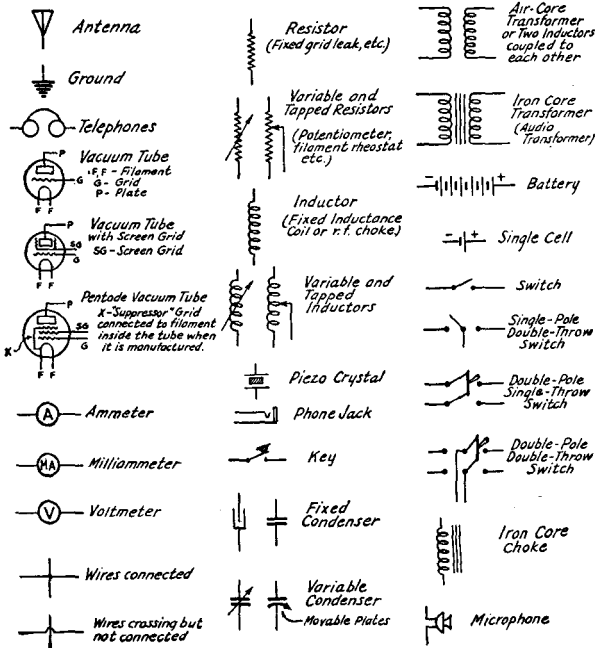 Antenna
Ground
Telephones
P
G
F F
Vacuum Tube
F,F - Filament
G - Grid
P - Plate
P
SG
G
F F
Vacuum Tube
with Screen Grid
SG - Screen Grid
P
SG
G
X
F F
Pentode Vacuum Tube
X-"Suppressor" Grid
connected to filament
inside the tube when
it is manufactured.
A
Ammeter
MA
Milliammeter
V
Voltmeter
Wires connected
Wires crossing but
not connected
Resistor
(Fixed grid leak, etc.)
Variable and
Tapped Resistors
(Potentiometer,
filament rheostat
etc.)
Inductor
(Fixed Inductance
Coil or r.f. choke.)
Variable and
Tapped
Inductors
Piezo Crystal
Phone Jack
Key
Fixed
Condenser
Variable
Condenser
Movable Plates
Air-Core
Transformer
or Two Inductors
coupled to
each other
Iron Core
Transformer
(Audio
Transformer)
- +
Battery
- +
Single Cell
Switch
Single-Pole
Double-Throw
Switch
Double-Pole
Single-Throw
Switch
Double-Pole
Double-Throw
Switch
Iron Core
Choke
Microphone